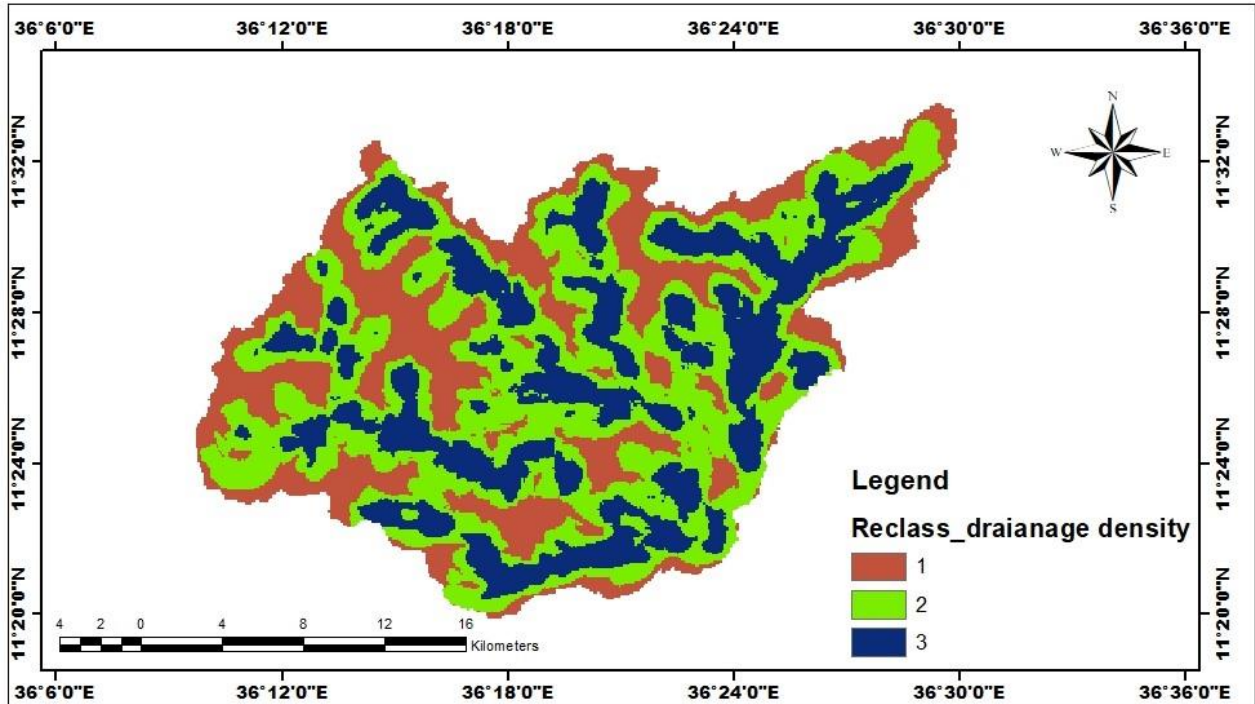 36°6'0"E 36°12'0"E 36°18'0"E 36°24'0"E 36°30'0"E 36°36'0"E
N
W E
S
11°32'0"N 11°32'0"N
11°28'0"N 11°28'0"N
11°24'0"N 11°24'0"N
11°20'0"N 11°20'0"N
Legend
Reclass_draianage density
1
2
3
4 2 0 4 8 12 16
Kilometers
36°6'0"E 36°12'0"E 36°18'0"E 36°24'0"E 36°30'0"E 36°36'0"E